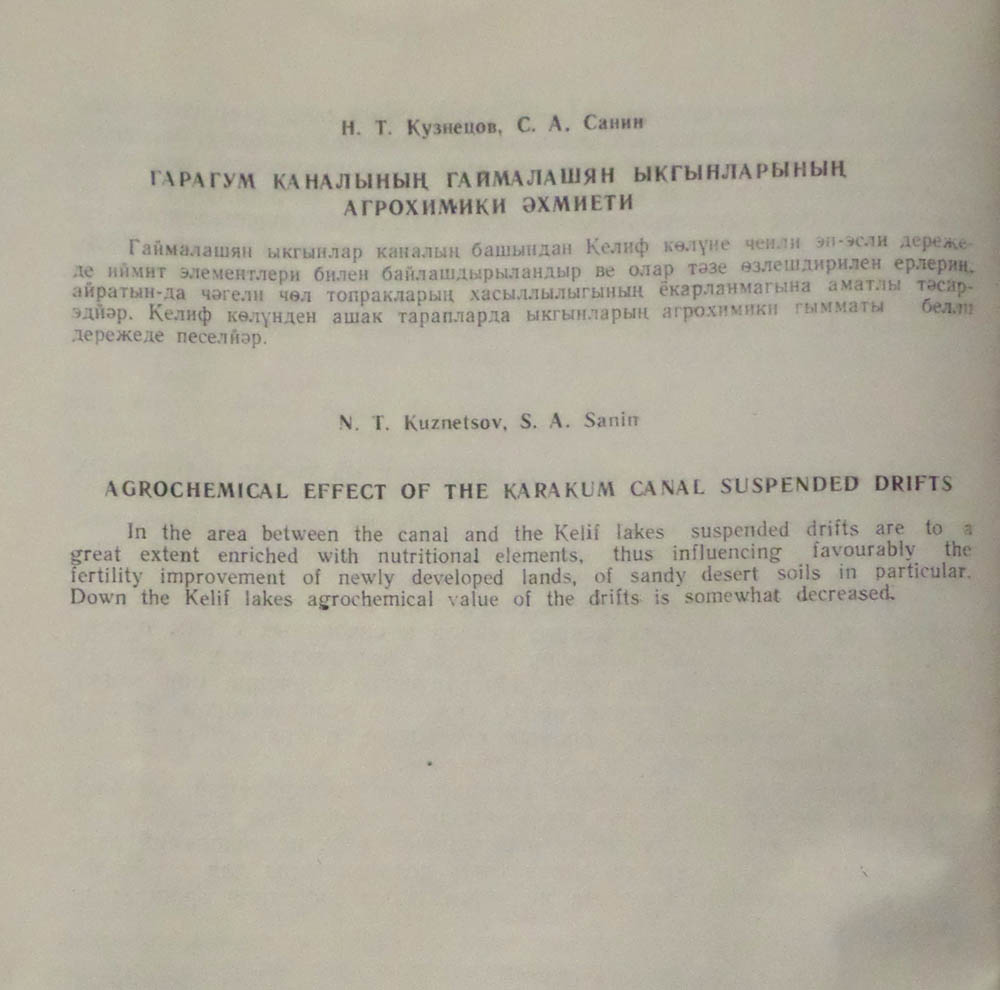 Н. Т. Кузнецов, С. А. Санин
ГАРАГУМ КАНАЛЫНЫҢ ГАЙМАЛАШЯН ЫКГЫНЛАРЫНЫҢ
АГРОХИМИКИ ӘХМИЕТИ
Гаймалашян ыкгынлар каналың башындан Келиф көлүне ченли эп-эсли дереже-
де иймит элементлери билен байлашдырыландыр ве олар тәзе өзлешдирилен ерлериң,
айратын-да чәгели чөл топракларың хасыллылыгының ёкарланмагына аматлы тәсир
эдйәр. Келиф көлүнден ашак тарапларда ыкгынларың агрохимики гымматы белли
дережеде песелйәр.
N. T. Kuznetsov, S. A. Sanin
AGROCHEMICAL EFFECT OF THE KARAKUM CANAL SUSPENDED DRIFTS
In the area between the canal and the Kelif lakes suspended drifts are to a
great extent enriched with nutritional elements, thus influencing favourably the
fertility improvement of newly developed lands, of sandy desert soils in particular.
Down the Kelif lakes agrochemical value of the drifts is somewhat decreased.